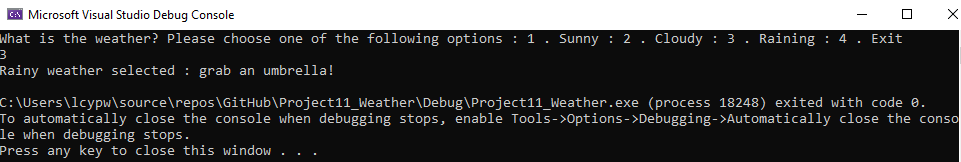 Microsoft Visual Studio Debug Console
What is the weather? Please choose one of the following options : 1 . Sunny : 2 . Cloudy : 3 . Raining : 4 . Exit
3
Rainy weather selected : grab an umbrella!
C:\Users\lcypw\source\repos\GitHub\Project11_Weather\Debug\Project11_Weather.exe (process 18248) exited with code 0.
To automatically close the console when debugging stops, enable Tools->Options->Debugging->Automatically close the conso
le when debugging stops.
Press any key to close this window . . .